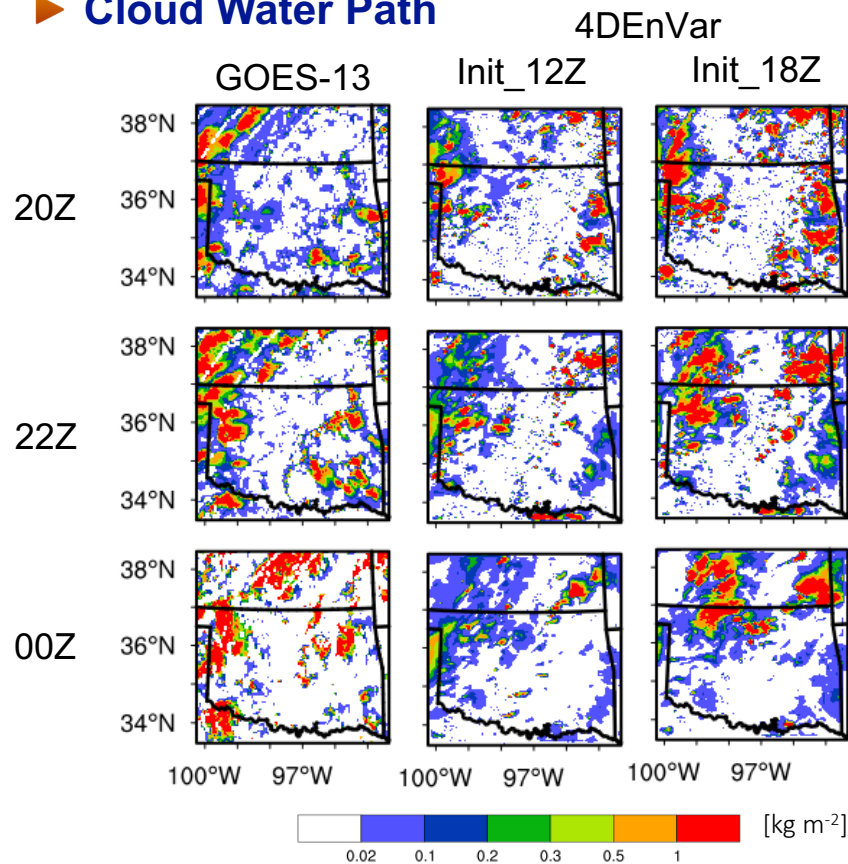 Cloud Water Path
4DEnVar
GOES-13 Init_12Z Init_18Z
38°N
20Z 36°N
34°N
38°N
22Z 36°N
34°N
38°N
00Z 36°N
34°N
100°W 97°W 100°W 97°W 100°W 97°W
[kg m-2]
0.02 0.1 0.2 0.3 0.5 1